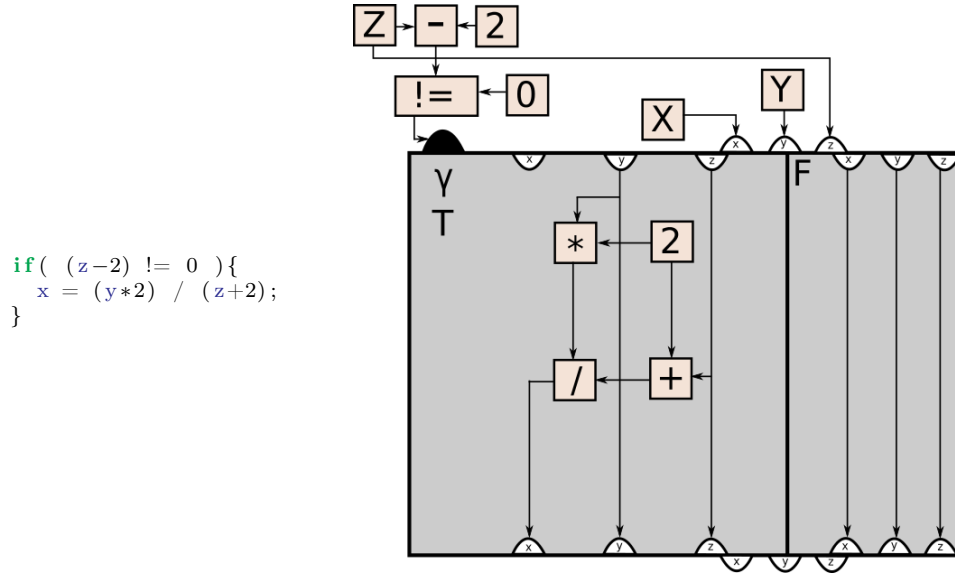 if( (z-2) != 0 ){
x = (y*2) / (z+2);
}
Z - 2
!= 0
X Y
x y z
x y z x y z
γ F
T
* 2
/ +
x y z x y z
x y z